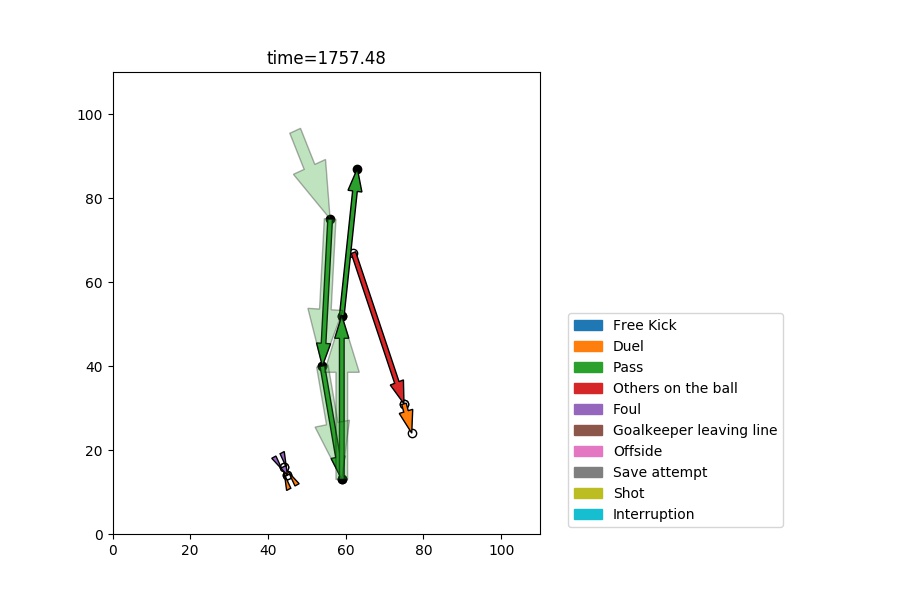 time=1757.48
100
80
60
40
20
0
0 20 40 60 80 100
Free Kick
Duel
Pass
Others on the ball
Foul
Goalkeeper leaving line
Offside
Save attempt
Shot
Interruption